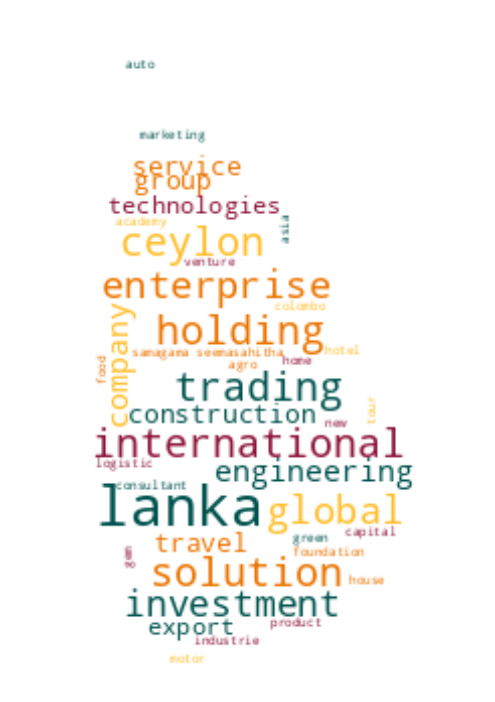 auto
marketing
service
group
technologies
academy
asia
ceylon
venture
enterprise
colombo
company
holding
samagama seemasahitha
hotel
food
home
agro
trading
tour
construction
new
international
logistic
engineering
consultant
lanka
global
capital
green
travel
foundation
solution
house
investment
product
export
industrie
motor